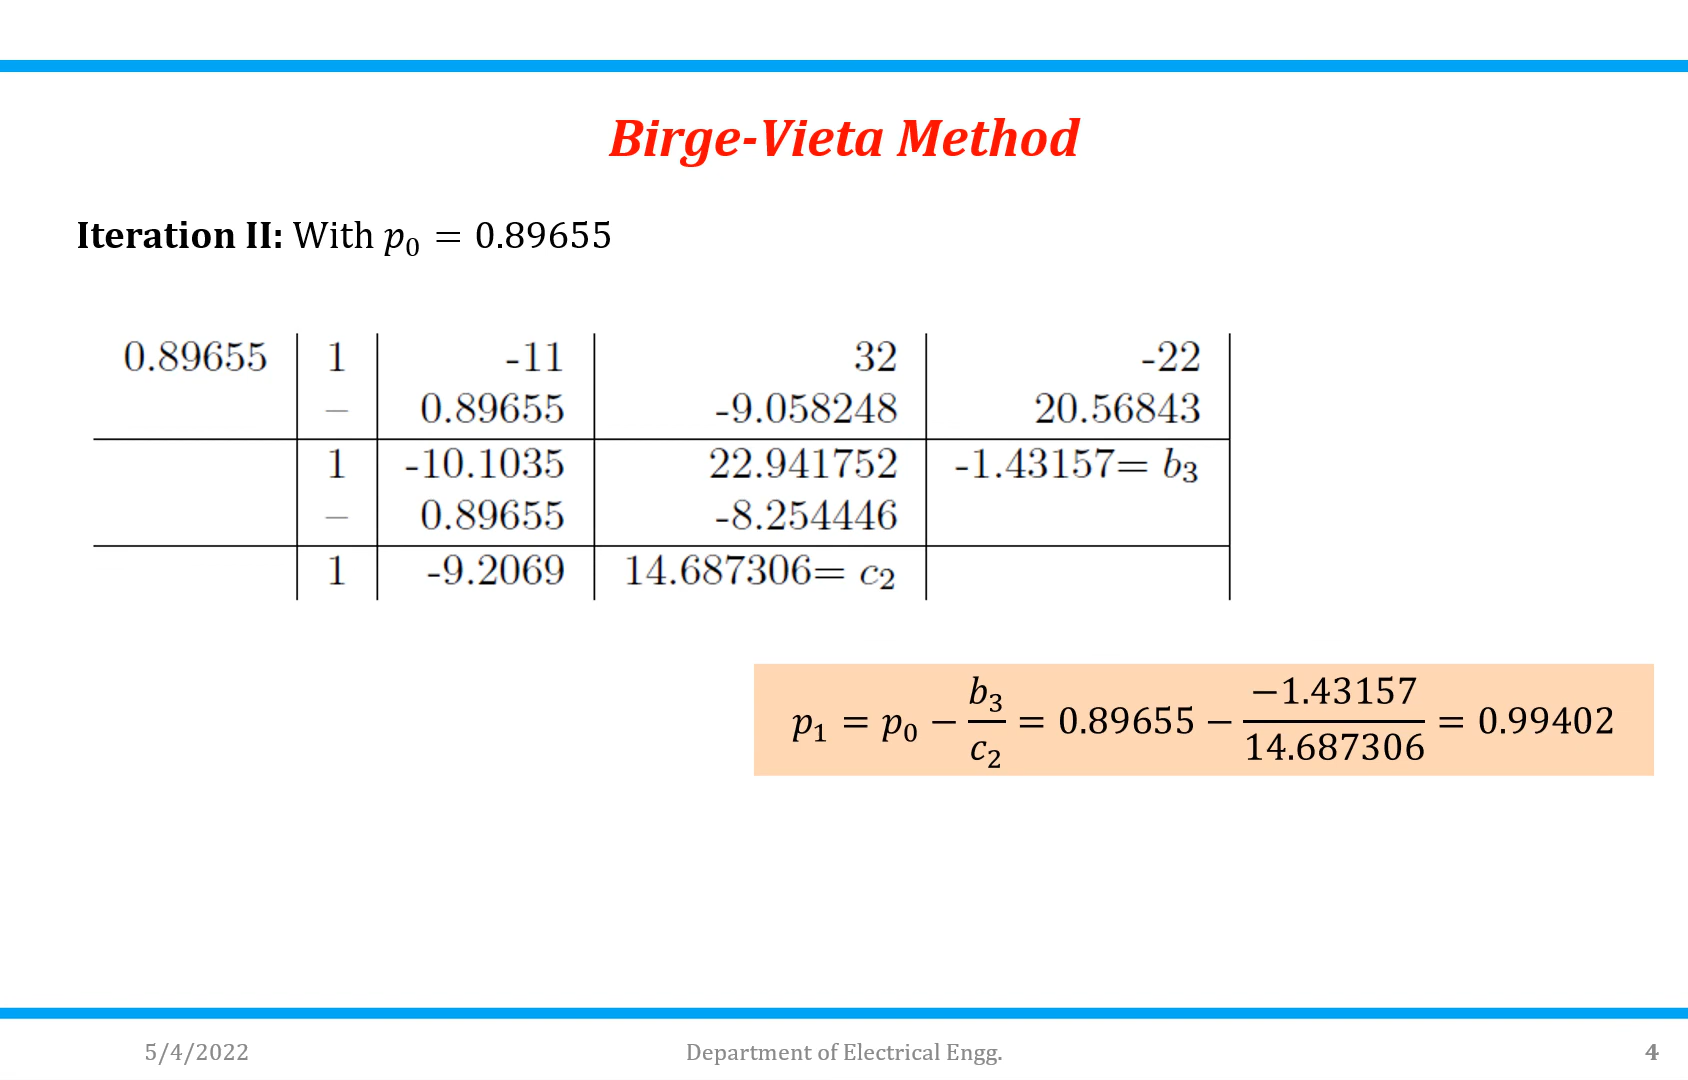 Birge-Vieta Method
Iteration II: With p₀ = 0.89655
0.89655 1 -11 32 -22
– 0.89655 -9.058248 20.56843
1 -10.1035 22.941752 -1.43157= b₃
– 0.89655 -8.254446
1 -9.2069 14.687306= c₂
p₁ = p₀ − b₃/c₂ = 0.89655 − −1.43157/14.687306 = 0.99402
5/4/2022 Department of Electrical Engg. 4